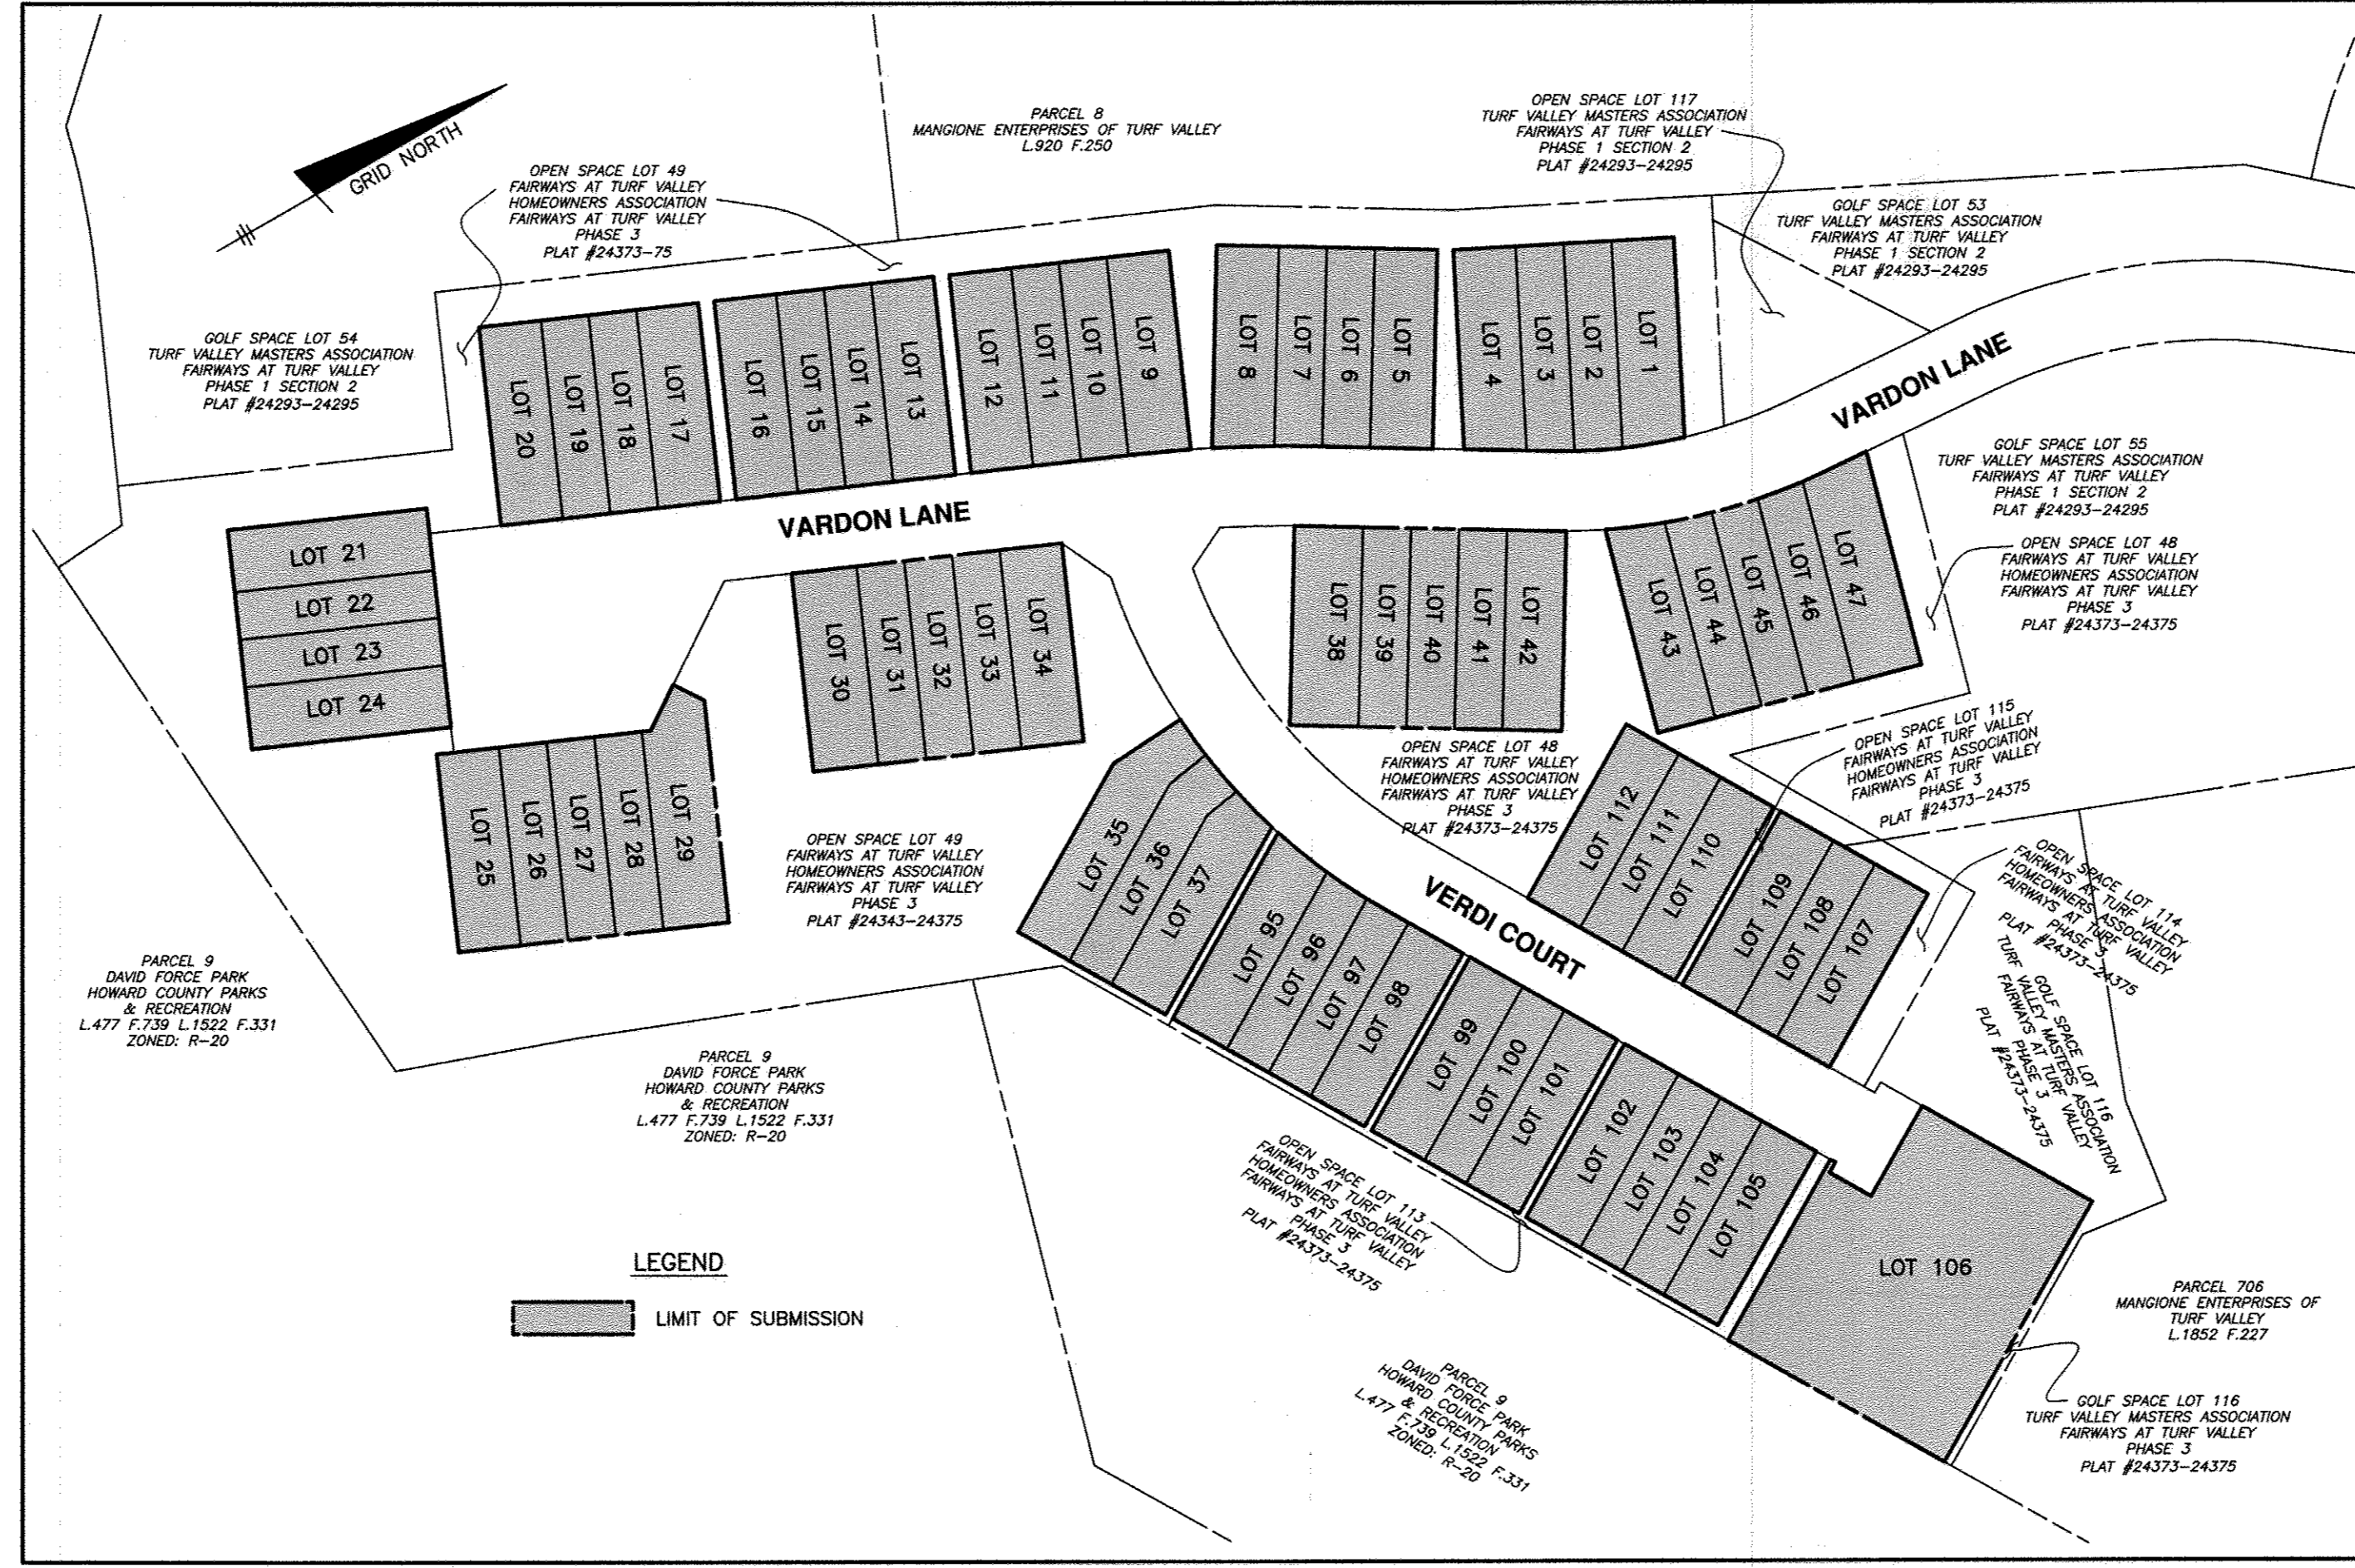 PARCEL 8
MANGIONE ENTERPRISES OF TURF VALLEY
L.920 F.250
OPEN SPACE LOT 117
TURF VALLEY MASTERS ASSOCIATION
FAIRWAYS AT TURF VALLEY
PHASE 1 SECTION 2
PLAT #24293-24295
GRID NORTH
OPEN SPACE LOT 49
FAIRWAYS AT TURF VALLEY
HOMEOWNERS ASSOCIATION
FAIRWAYS AT TURF VALLEY
PHASE 3
PLAT #24373-75
GOLF SPACE LOT 53
TURF VALLEY MASTERS ASSOCIATION
FAIRWAYS AT TURF VALLEY
PHASE 1 SECTION 2
PLAT #24293-24295
GOLF SPACE LOT 54
TURF VALLEY MASTERS ASSOCIATION
FAIRWAYS AT TURF VALLEY
PHASE 1 SECTION 2
PLAT #24293-24295
LOT 20
LOT 19
LOT 18
LOT 17
LOT 16
LOT 15
LOT 14
LOT 13
LOT 12
LOT 11
LOT 10
LOT 9
LOT 8
LOT 7
LOT 6
LOT 5
LOT 4
LOT 3
LOT 2
LOT 1
VARDON LANE
VARDON LANE
GOLF SPACE LOT 55
TURF VALLEY MASTERS ASSOCIATION
FAIRWAYS AT TURF VALLEY
PHASE 1 SECTION 2
PLAT #24293-24295
OPEN SPACE LOT 48
FAIRWAYS AT TURF VALLEY
HOMEOWNERS ASSOCIATION
FAIRWAYS AT TURF VALLEY
PHASE 3
PLAT #24373-24375
LOT 21
LOT 22
LOT 23
LOT 24
LOT 30
LOT 31
LOT 32
LOT 33
LOT 34
LOT 38
LOT 39
LOT 40
LOT 41
LOT 42
LOT 43
LOT 44
LOT 45
LOT 46
LOT 47
LOT 25
LOT 26
LOT 27
LOT 28
LOT 29
OPEN SPACE LOT 48
FAIRWAYS AT TURF VALLEY
HOMEOWNERS ASSOCIATION
FAIRWAYS AT TURF VALLEY
PHASE 3
PLAT #24373-24375
OPEN SPACE LOT 115
FAIRWAYS AT TURF VALLEY
HOMEOWNERS ASSOCIATION
FAIRWAYS AT TURF VALLEY
PHASE 3
PLAT #24373-24375
OPEN SPACE LOT 49
FAIRWAYS AT TURF VALLEY
HOMEOWNERS ASSOCIATION
FAIRWAYS AT TURF VALLEY
PHASE 3
PLAT #24343-24375
LOT 35
LOT 36
LOT 37
LOT 95
LOT 96
LOT 97
LOT 98
LOT 99
LOT 100
LOT 101
LOT 102
LOT 103
LOT 104
LOT 105
LOT 106
VERDI COURT
LOT 112
LOT 111
LOT 110
LOT 109
LOT 108
LOT 107
OPEN SPACE LOT 114
FAIRWAYS AT TURF VALLEY
HOMEOWNERS ASSOCIATION
FAIRWAYS AT TURF VALLEY
PHASE 3
PLAT #24373-24375
GOLF SPACE LOT 116
TURF VALLEY MASTERS ASSOCIATION
FAIRWAYS AT TURF VALLEY
PHASE 3
PLAT #24373-24375
PARCEL 9
DAVID FORCE PARK
HOWARD COUNTY PARKS
& RECREATION
L.477 F.739 L.1522 F.331
ZONED: R-20
PARCEL 9
DAVID FORCE PARK
HOWARD COUNTY PARKS
& RECREATION
L.477 F.739 L.1522 F.331
ZONED: R-20
OPEN SPACE LOT 113
FAIRWAYS AT TURF VALLEY
HOMEOWNERS ASSOCIATION
FAIRWAYS AT TURF VALLEY
PHASE 3
PLAT #24373-24375
LEGEND
LIMIT OF SUBMISSION
PARCEL 706
MANGIONE ENTERPRISES OF
TURF VALLEY
L.1852 F.227
PARCEL 9
DAVID FORCE PARK
HOWARD COUNTY PARKS
& RECREATION
L.477 F.739 L.1522 F.331
ZONED: R-20
GOLF SPACE LOT 116
TURF VALLEY MASTERS ASSOCIATION
FAIRWAYS AT TURF VALLEY
PHASE 3
PLAT #24373-24375